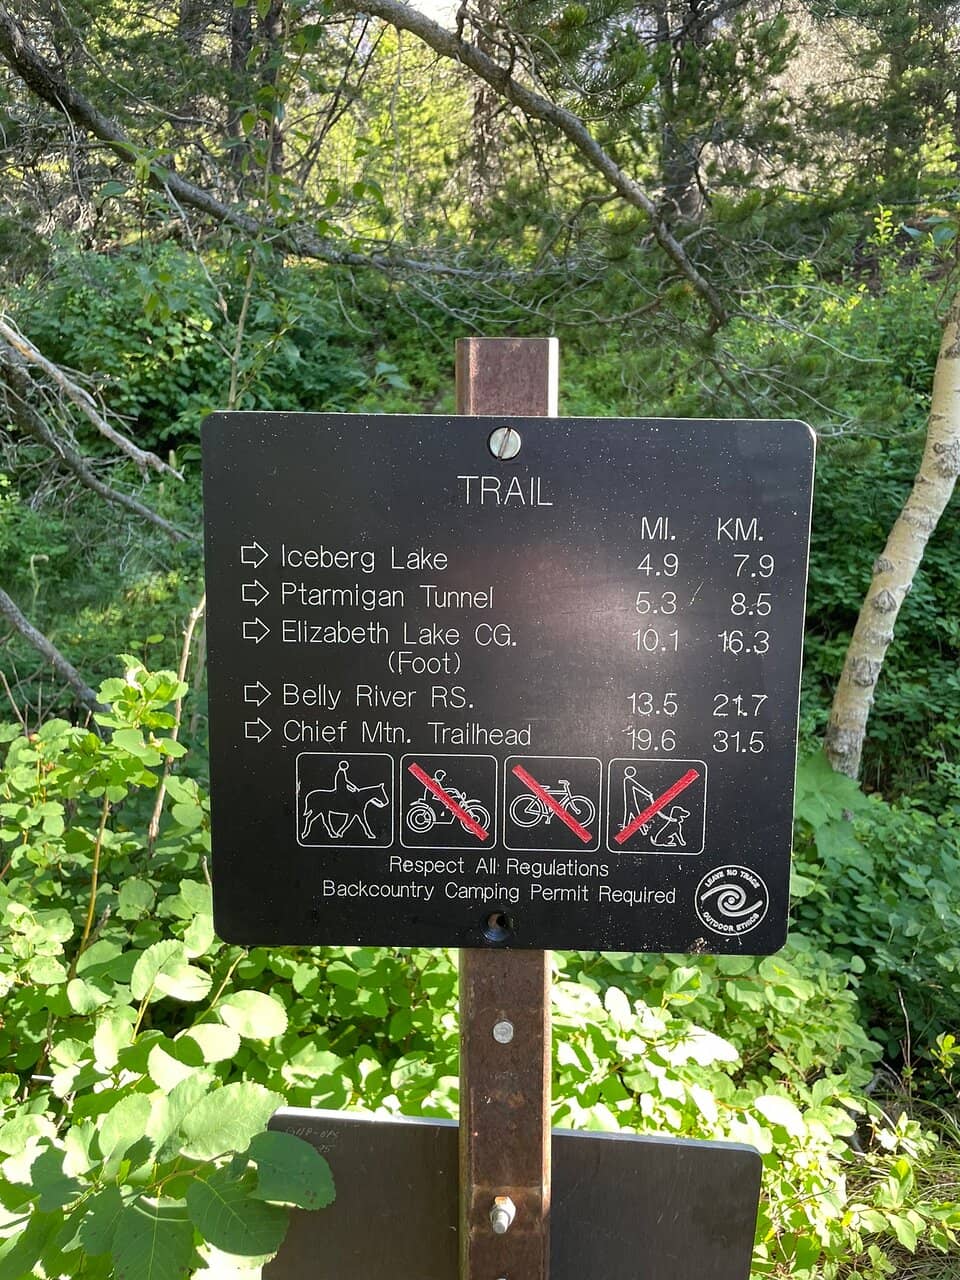 TRAIL
MI. KM.
Iceberg Lake 4.9 7.9
Ptarmigan Tunnel 5.3 8.5
Elizabeth Lake CG. 10.1 16.3
(Foot)
Belly River RS. 13.5 21.7
Chief Mtn. Trailhead 19.6 31.5
Respect All Regulations
Backcountry Camping Permit Required
LEAVE NO TRACE
OUTDOOR ETHICS